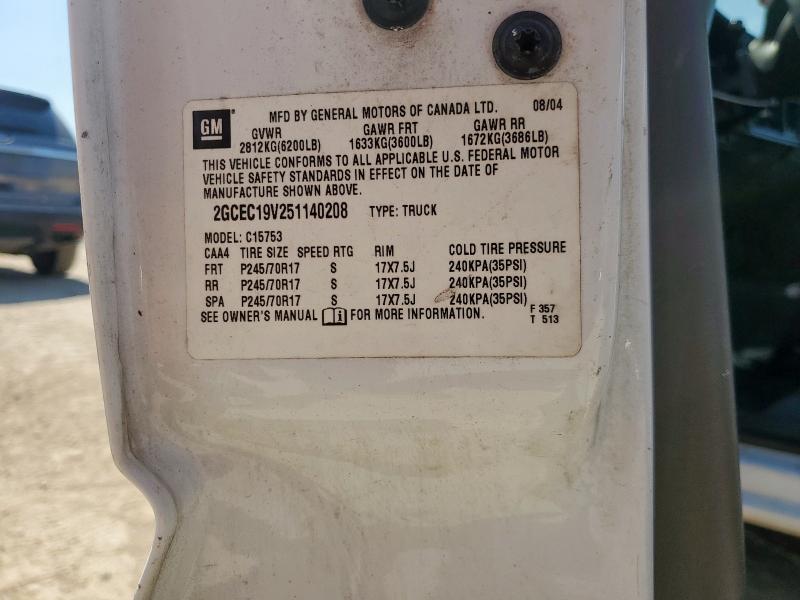 GM
MFD BY GENERAL MOTORS OF CANADA LTD. 08/04
GVWR GAWR FRT GAWR RR
2812KG(6200LB) 1633KG(3600LB) 1672KG(3686LB)
THIS VEHICLE CONFORMS TO ALL APPLICABLE U.S. FEDERAL MOTOR
VEHICLE SAFETY STANDARDS IN EFFECT ON THE DATE OF
MANUFACTURE SHOWN ABOVE.
2GCEC19V251140208 TYPE: TRUCK
MODEL: C15753
CAA4 TIRE SIZE SPEED RTG RIM COLD TIRE PRESSURE
FRT P245/70R17 S 17X7.5J 240KPA(35PSI)
RR P245/70R17 S 17X7.5J 240KPA(35PSI)
SPA P245/70R17 S 17X7.5J 240KPA(35PSI)
SEE OWNER'S MANUAL FOR MORE INFORMATION.
F 357
T 513